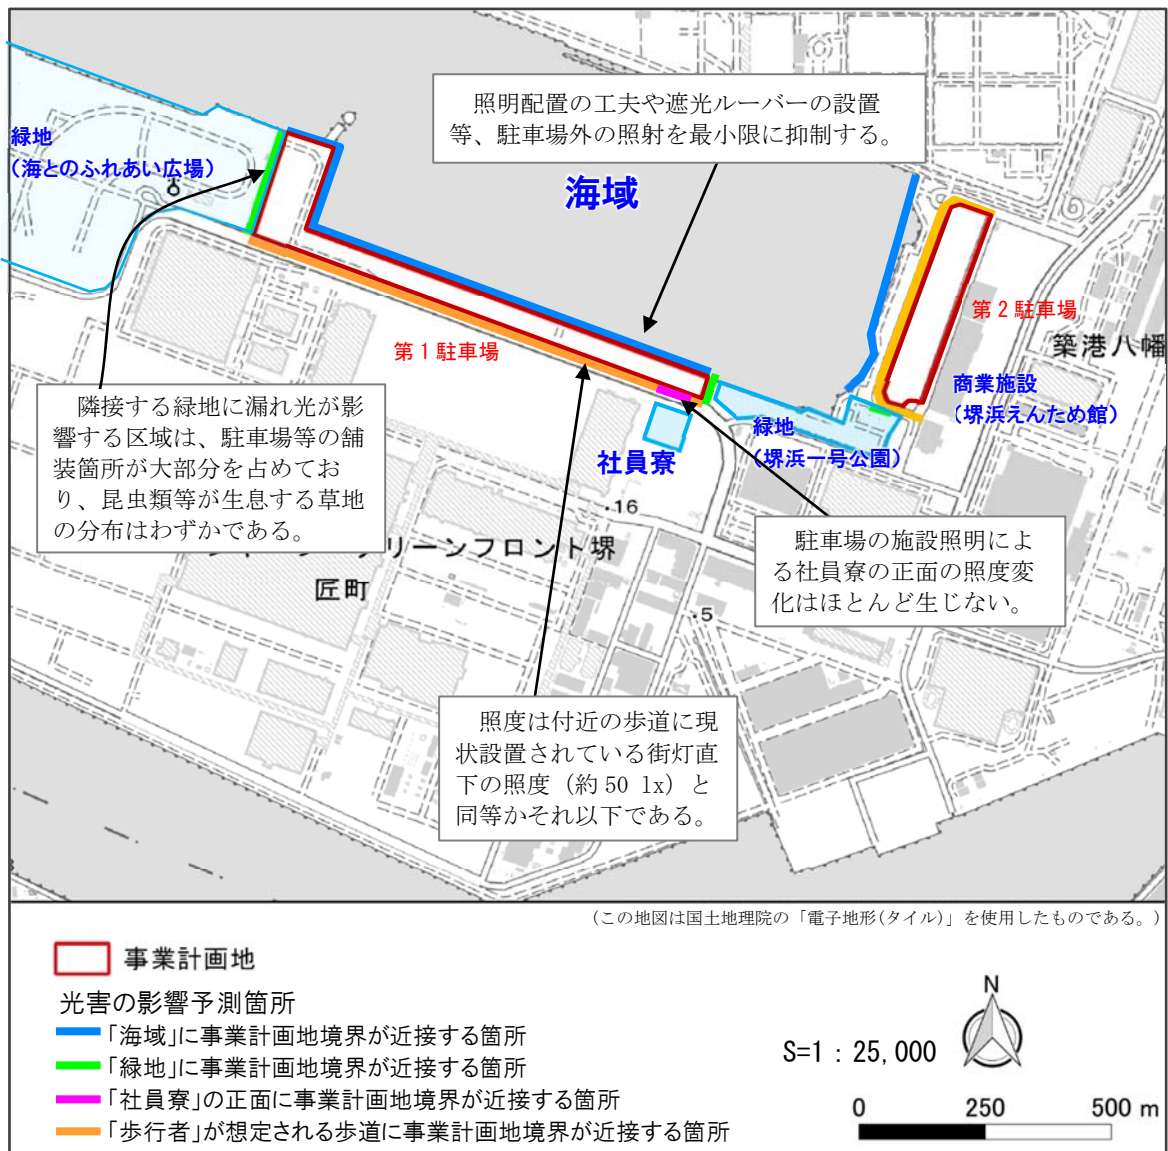 照明配置の工夫や遮光ルーバーの設置
等、駐車場外の照射を最小限に抑制する。
緑地
（海とのふれあい広場）
海域
第１駐車場
第２駐車場
築港八幡
商業施設
（堺浜えんため館）
隣接する緑地に漏れ光が影
響する区域は、駐車場等の舗
装箇所が大部分を占めてお
り、昆虫類等が生息する草地
の分布はわずかである。
緑地
（堺浜一号公園）
社員寮
・16
リーンフロント堺
匠町
駐車場の施設照明によ
る社員寮の正面の照度変
化はほとんど生じない。
・5
照度は付近の歩道に現
状設置されている街灯直
下の照度（約50 lx）と
同等かそれ以下である。
（この地図は国土地理院の「電子地形(タイル)」を使用したものである。）
事業計画地
光害の影響予測箇所
「海域」に事業計画地境界が近接する箇所
「緑地」に事業計画地境界が近接する箇所
「社員寮」の正面に事業計画地境界が近接する箇所
「歩行者」が想定される歩道に事業計画地境界が近接する箇所
N
S=1：25,000
0 250 500 m